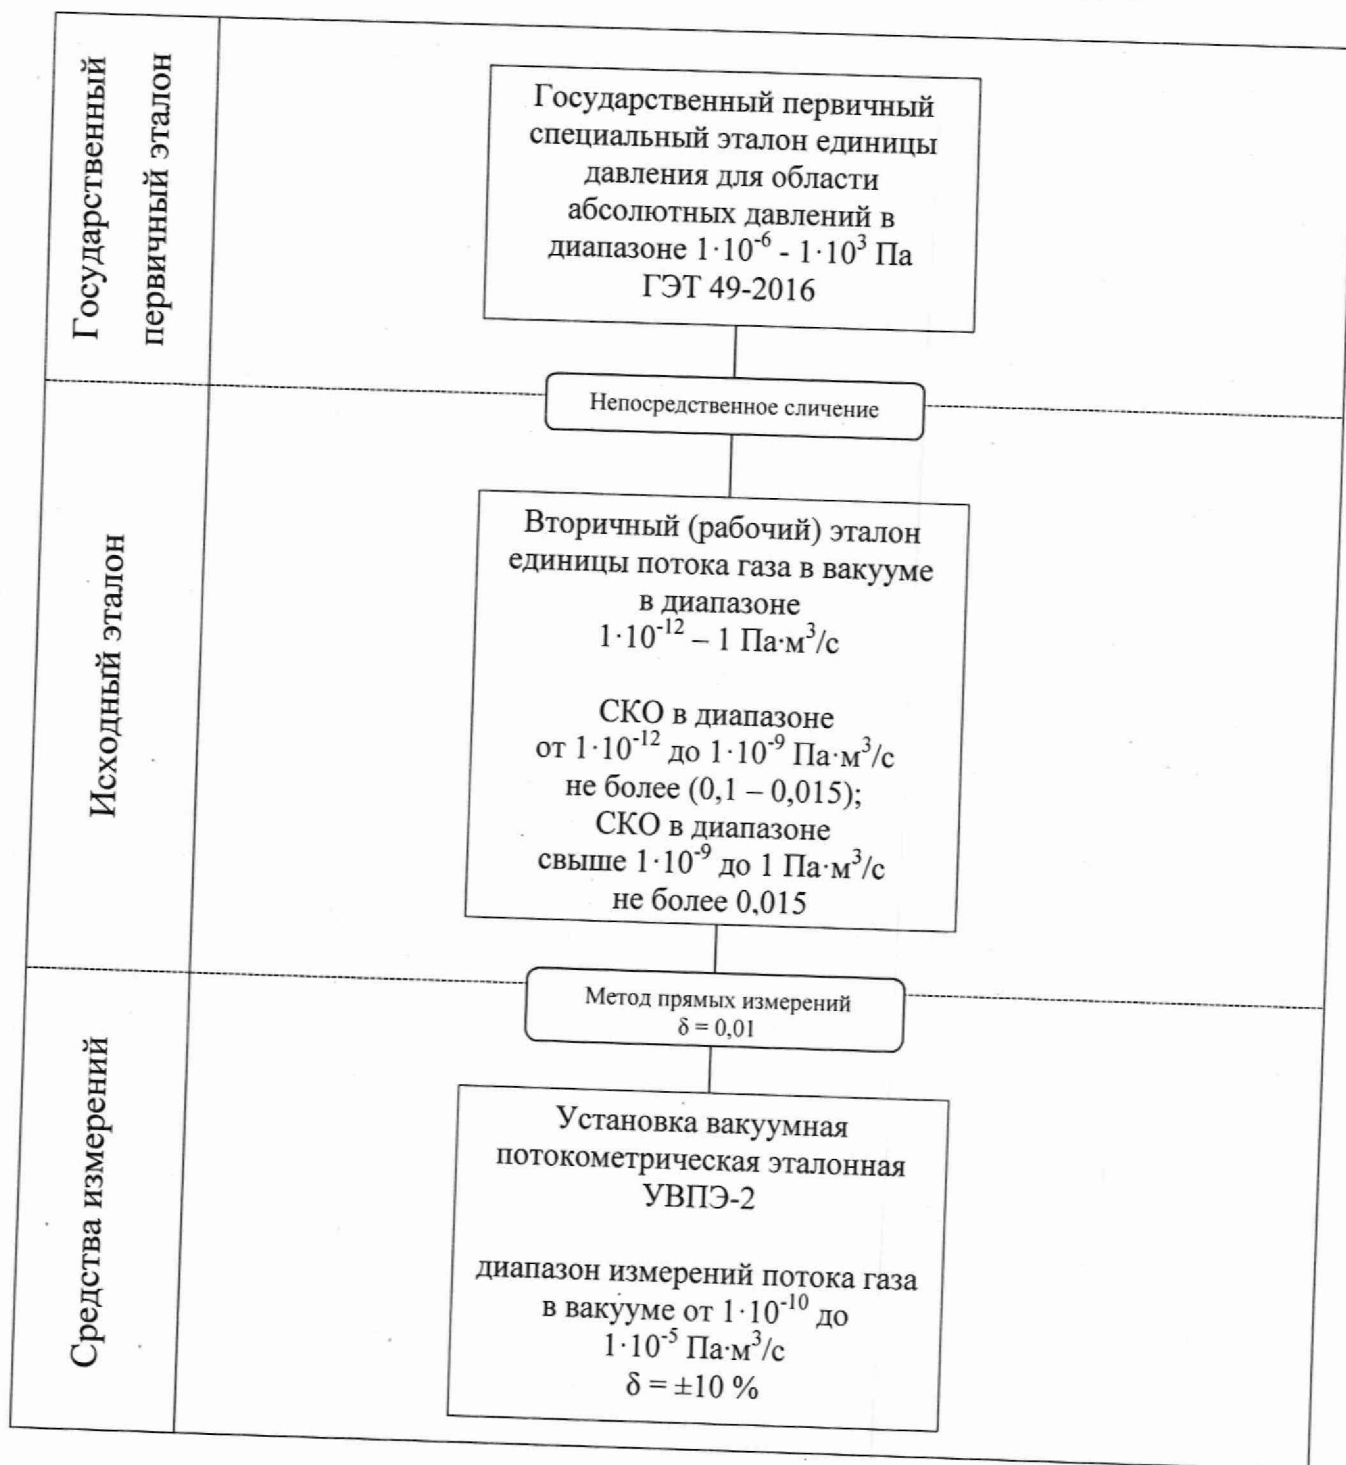 Государственный
первичный эталон
Государственный первичный
специальный эталон единицы
давления для области
абсолютных давлений в
диапазоне 1·10⁻⁶ - 1·10³ Па
ГЭТ 49-2016
Непосредственное сличение
Исходный эталон
Вторичный (рабочий) эталон
единицы потока газа в вакууме
в диапазоне
1·10⁻¹² – 1 Па·м³/с
СКО в диапазоне
от 1·10⁻¹² до 1·10⁻⁹ Па·м³/с
не более (0,1 – 0,015);
СКО в диапазоне
свыше 1·10⁻⁹ до 1 Па·м³/с
не более 0,015
Метод прямых измерений
δ = 0,01
Средства измерений
Установка вакуумная
потокометрическая эталонная
УВПЭ-2
диапазон измерений потока газа
в вакууме от 1·10⁻¹⁰ до
1·10⁻⁵ Па·м³/с
δ = ±10 %